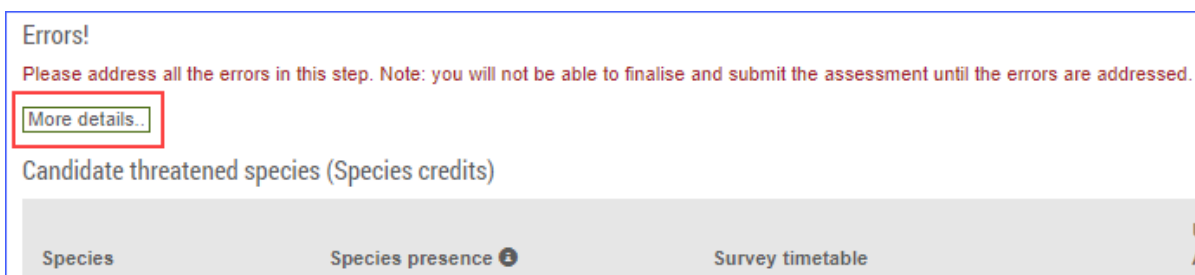 Errors!
Please address all the errors in this step. Note: you will not be able to finalise and submit the assessment until the errors are addressed.
More details..
Candidate threatened species (Species credits)
Species Species presence Survey timetable